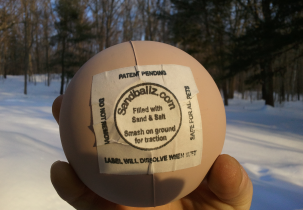 PATENT PENDING
Sandballz.com
Filled with
Sand & Salt
Smash on ground
for traction
SAFE FOR ALL PETS
LABEL WILL DISSOLVE WHEN WET